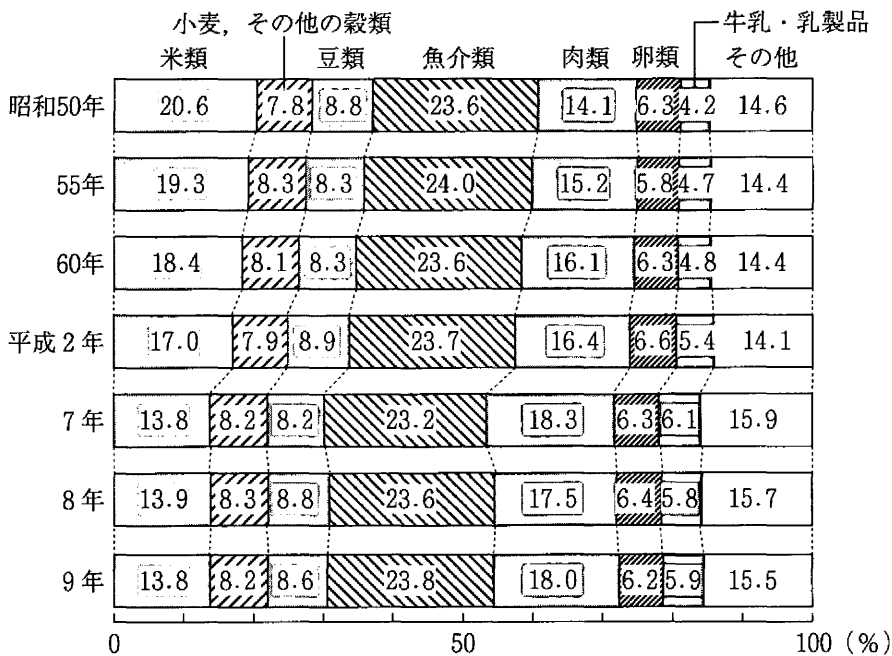 小麦，その他の穀類 牛乳・乳製品
米類 豆類 魚介類 肉類 卵類 その他
昭和50年 20.6 7.8 8.8 23.6 14.1 6.3 4.2 14.6
55年 19.3 8.3 8.3 24.0 15.2 5.8 4.7 14.4
60年 18.4 8.1 8.3 23.6 16.1 6.3 4.8 14.4
平成2年 17.0 7.9 8.9 23.7 16.4 6.6 5.4 14.1
7年 13.8 8.2 8.2 23.2 18.3 6.3 6.1 15.9
8年 13.9 8.3 8.8 23.6 17.5 6.4 5.8 15.7
9年 13.8 8.2 8.6 23.8 18.0 6.2 5.9 15.5
0 50 100（%）